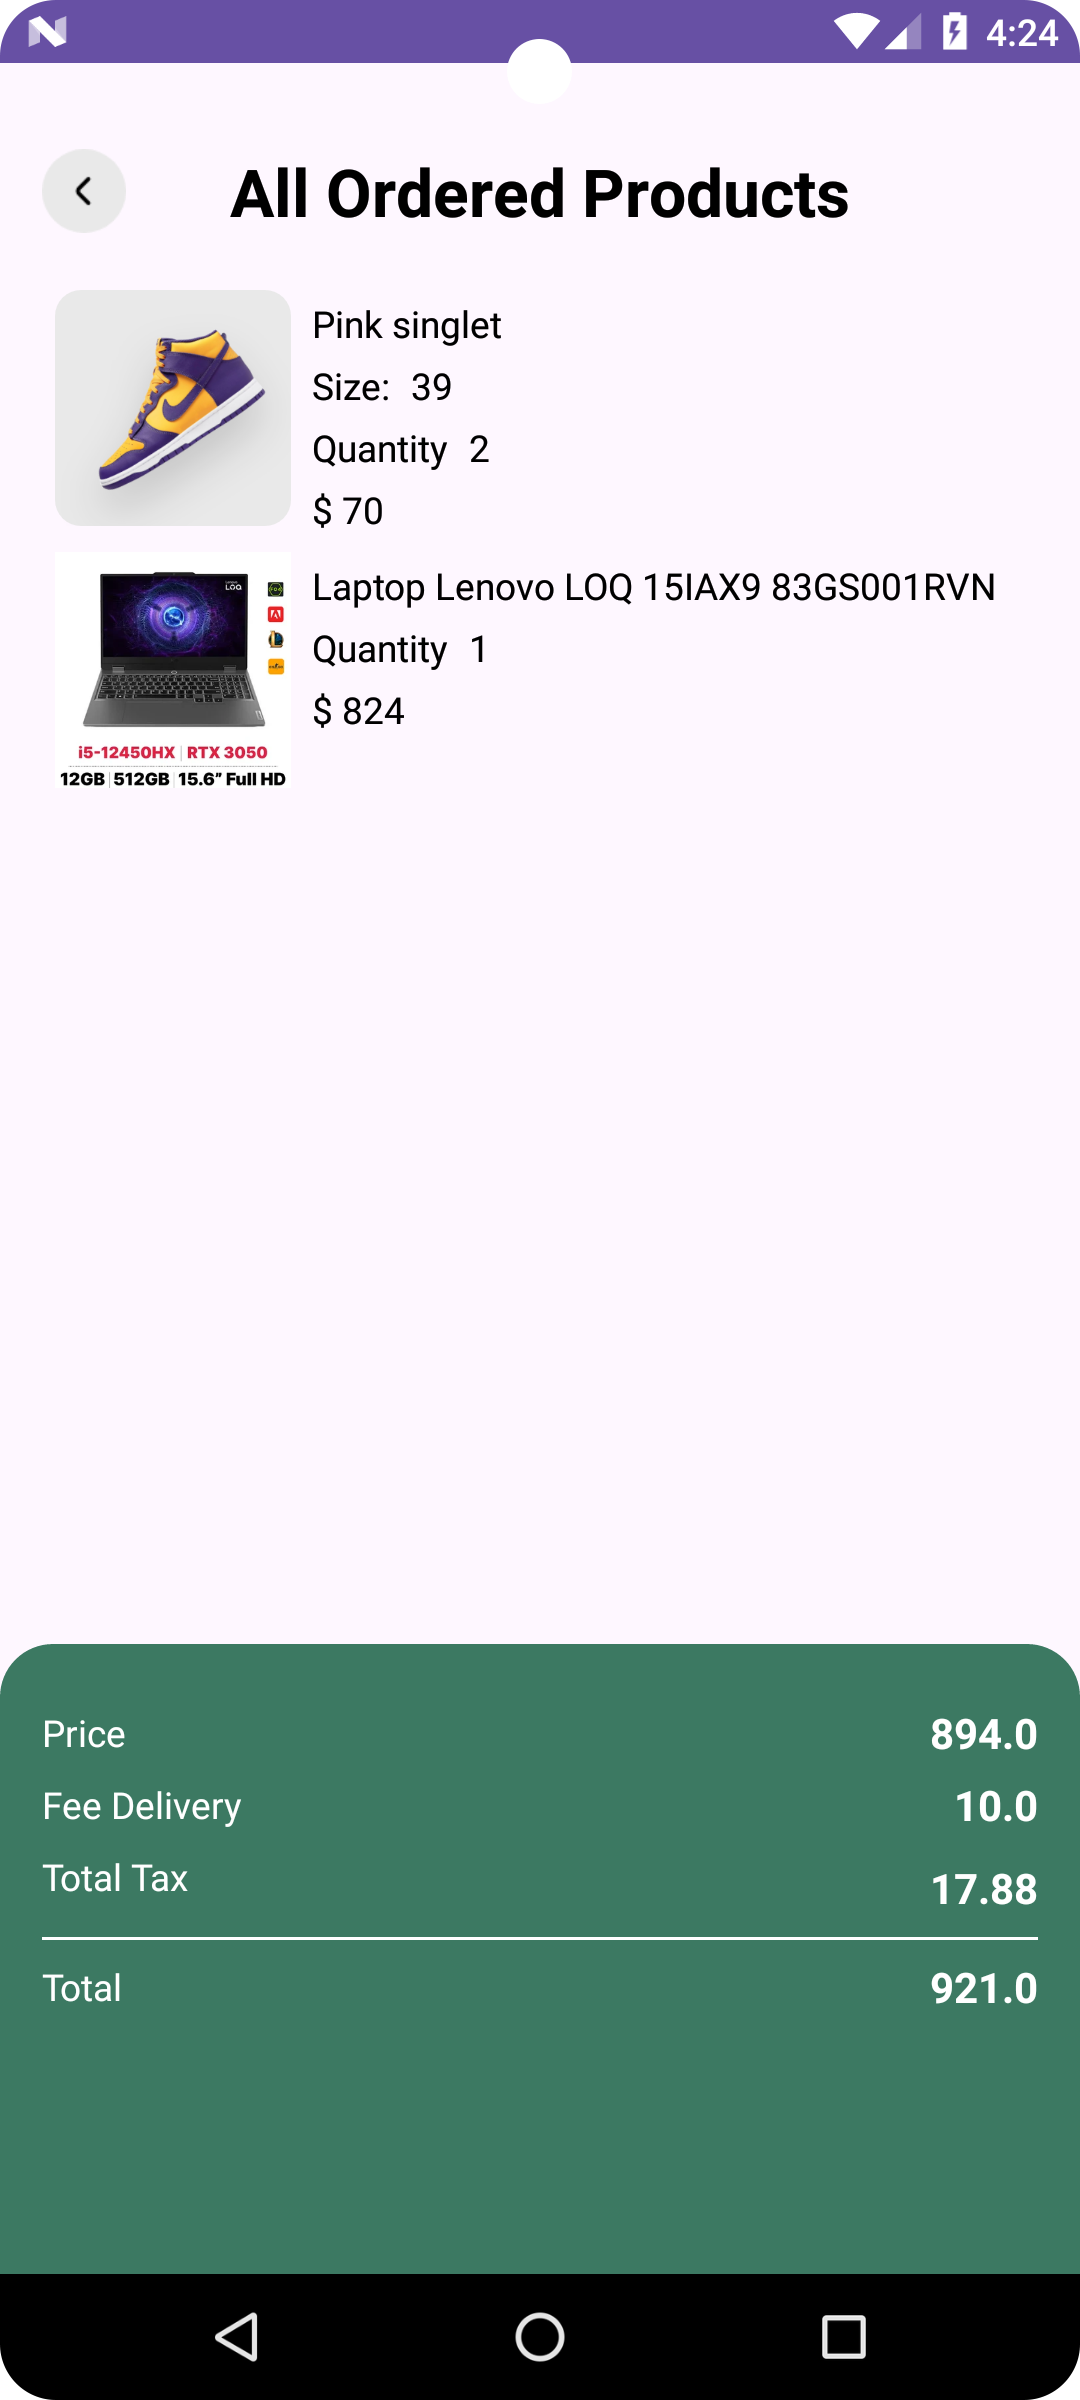 4:24
All Ordered Products
Pink singlet
Size: 39
Quantity 2
$ 70
LOQ
Laptop Lenovo LOQ 15IAX9 83GS001RVN
Quantity 1
$ 824
i5-12450HX | RTX 3050
12GB | 512GB | 15.6” Full HD
Price 894.0
Fee Delivery 10.0
Total Tax 17.88
Total 921.0